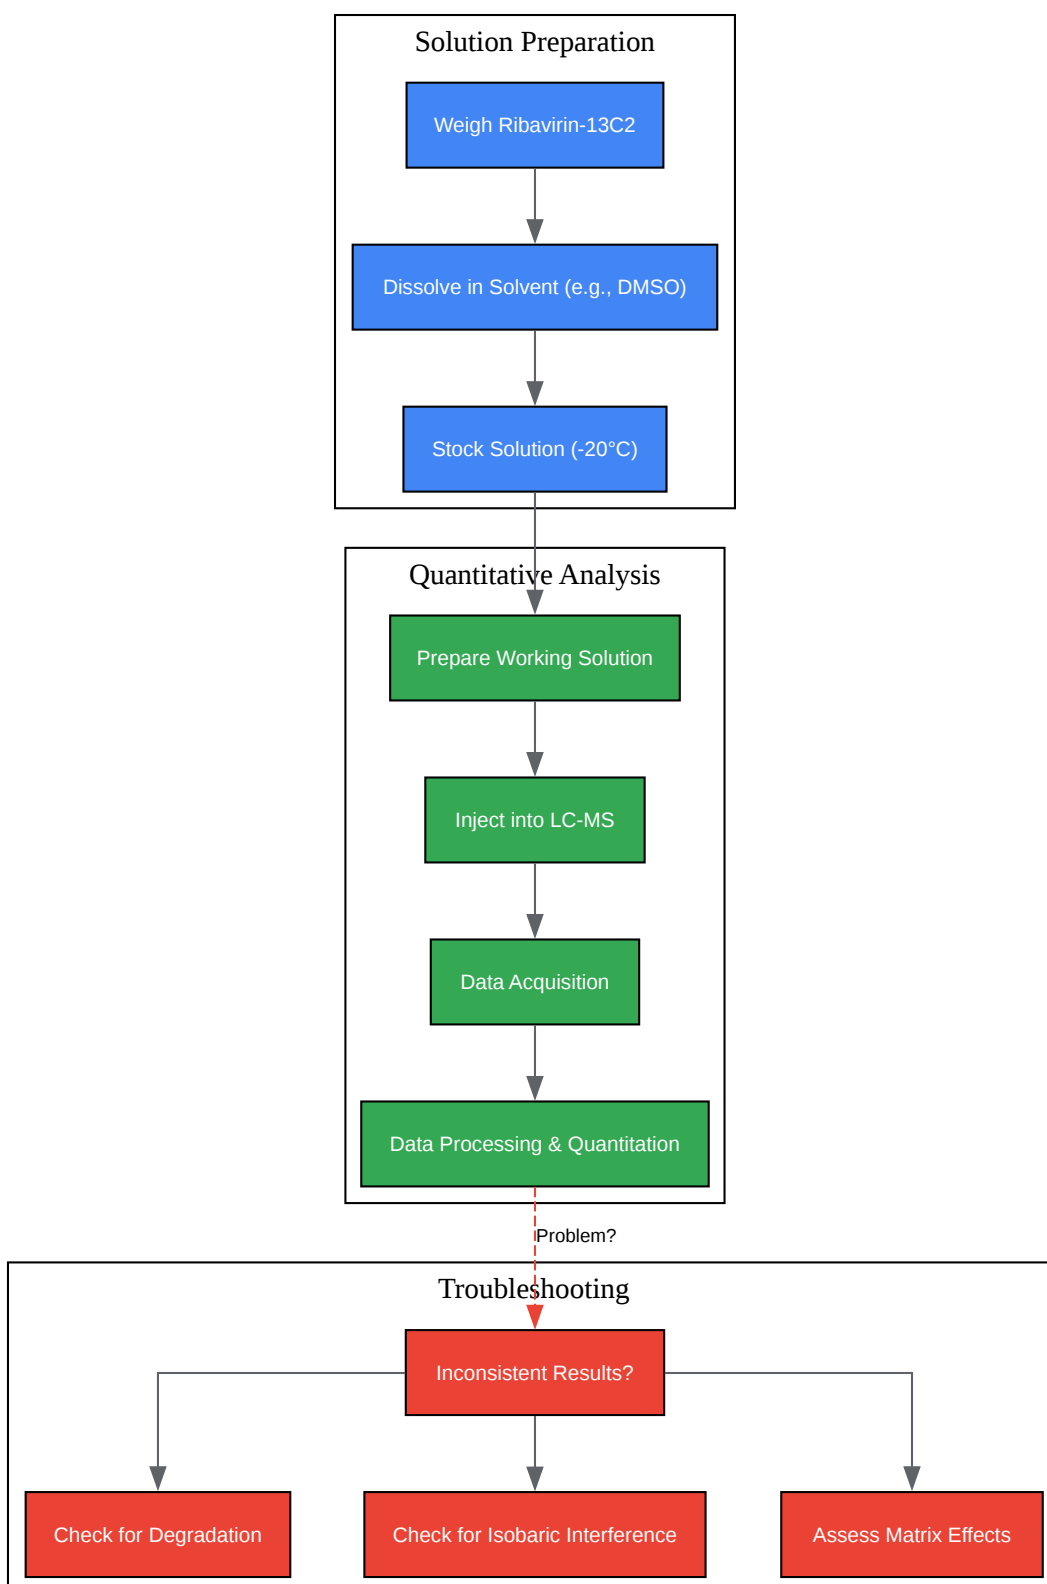 Solution Preparation
Weigh Ribavirin-13C2
Dissolve in Solvent (e.g., DMSO)
Stock Solution (-20°C)
Quantitative Analysis
Prepare Working Solution
Inject into LC-MS
Data Acquisition
Data Processing & Quantitation
Problem?
Troubleshooting
Inconsistent Results?
Check for Degradation
Check for Isobaric Interference
Assess Matrix Effects